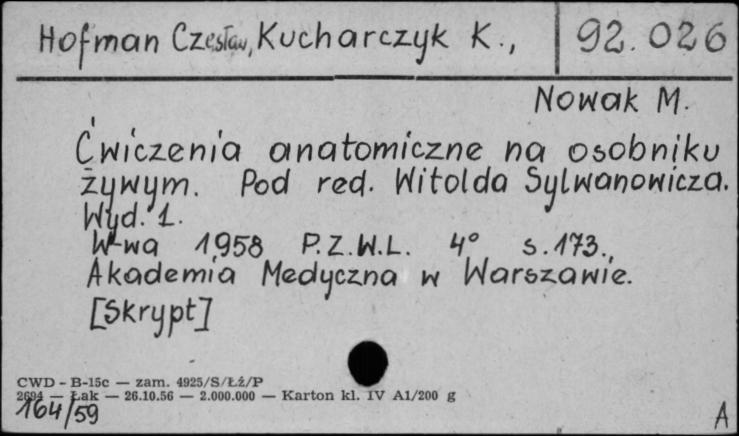 Hofman Czesław, Kucharczyk K., 92.026
Nowak M.
Ćwiczenia anatomiczne na osobniku
żywym. Pod red. Witolda Sylwanowicza.
Wyd. 1.
W-wa 1958 P.Z.W.L. 4° s. 173.,
Akademia Medyczna w Warszawie.
[Skrypt]
CWD - B-15c — zam. 4925/S/Łż/P
2694 — Łak — 26.10.56 — 2.000.000 — Karton kl. IV A1/200 g
164/59 A